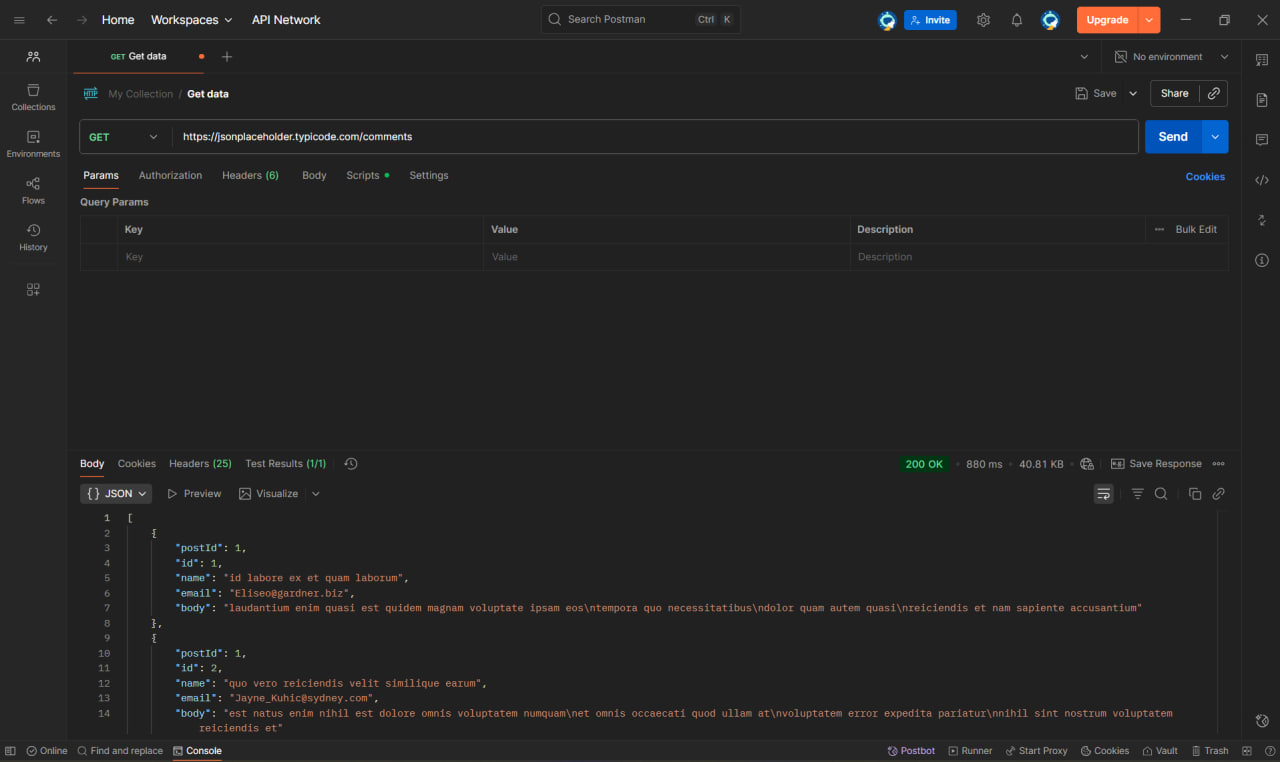 Home Workspaces API Network Search Postman Ctrl K Invite Upgrade
GET Get data No environment
HTTP My Collection / Get data Save Share
GET https://jsonplaceholder.typicode.com/comments Send
Params Authorization Headers (6) Body Scripts Settings Cookies
Query Params
Key Value Description Bulk Edit
Key Value Description
Collections
Environments
Flows
History
Body Cookies Headers (25) Test Results (1/1) 200 OK 880 ms 40.81 KB Save Response
{} JSON Preview Visualize
1 [
2 {
3 "postId": 1,
4 "id": 1,
5 "name": "id labore ex et quam laborum",
6 "email": "Eliseo@gardner.biz",
7 "body": "laudantium enim quasi est quidem magnam voluptate ipsam eos\ntempora quo necessitatibus\ndolor quam autem quasi\nreiciendis et nam sapiente accusantium"
8 },
9 {
10 "postId": 1,
11 "id": 2,
12 "name": "quo vero reiciendis velit similique earum",
13 "email": "Jayne_Kuhic@sydney.com",
14 "body": "est natus enim nihil est dolore omnis voluptatem numquam\net omnis occaecati quod ullam at\nvoluptatem error expedita pariatur\nnihil sint nostrum voluptatem
reiciendis et"
Online Find and replace Console Postbot Runner Start Proxy Cookies Vault Trash